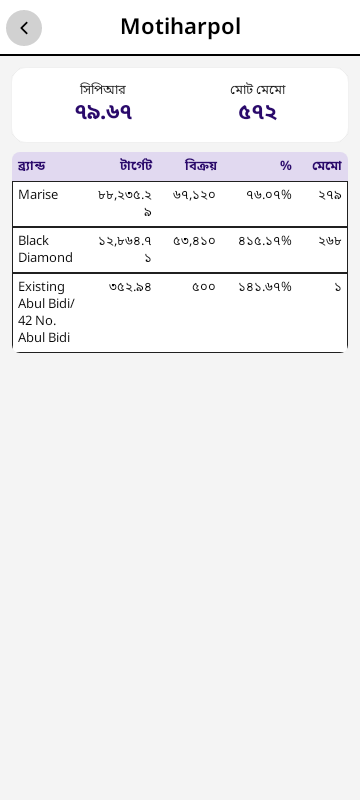 Motiharpol
সিপিআর মোট মেমো
৭৯.৬৭ ৫৭২
ব্র্যান্ড টার্গেট বিক্রয় % মেমো
Marise ৮৮,২৩৫.২ ৬৭,১২০ ৭৬.০৭% ২৭৯
৯
Black ১২,৮৬৪.৭ ৫৩,৪১০ ৪১৫.১৭% ২৬৮
Diamond ১
Existing ৩৫২.৯৪ ৫০০ ১৪১.৬৭% ১
Abul Bidi/
42 No.
Abul Bidi